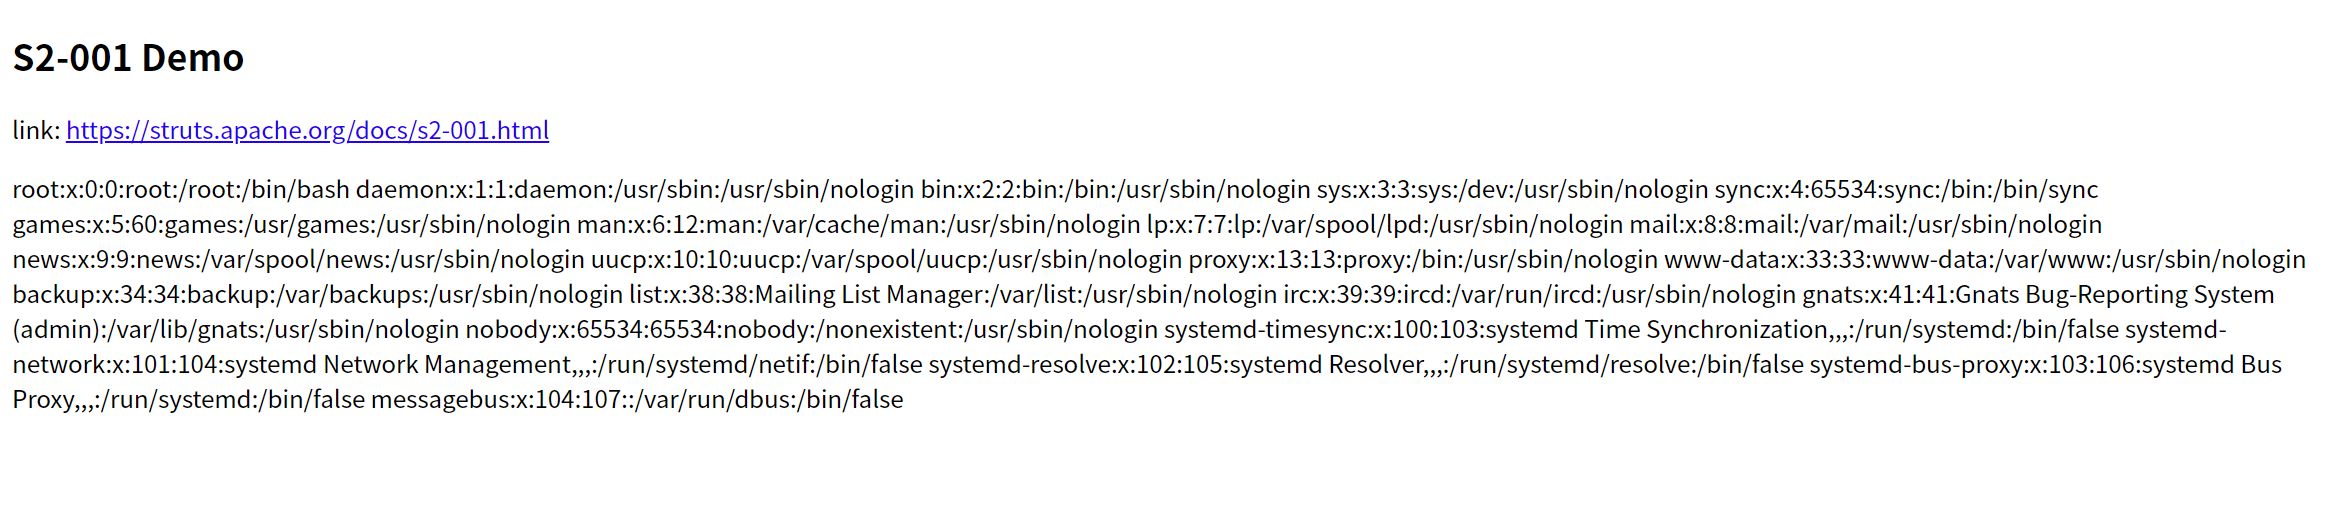 S2-001 Demo
link: https://struts.apache.org/docs/s2-001.html
root:x:0:0:root:/root:/bin/bash daemon:x:1:1:daemon:/usr/sbin:/usr/sbin/nologin bin:x:2:2:bin:/bin:/usr/sbin/nologin sys:x:3:3:sys:/dev:/usr/sbin/nologin sync:x:4:65534:sync:/bin:/bin/sync
games:x:5:60:games:/usr/games:/usr/sbin/nologin man:x:6:12:man:/var/cache/man:/usr/sbin/nologin lp:x:7:7:lp:/var/spool/lpd:/usr/sbin/nologin mail:x:8:8:mail:/var/mail:/usr/sbin/nologin
news:x:9:9:news:/var/spool/news:/usr/sbin/nologin uucp:x:10:10:uucp:/var/spool/uucp:/usr/sbin/nologin proxy:x:13:13:proxy:/bin:/usr/sbin/nologin www-data:x:33:33:www-data:/var/www:/usr/sbin/nologin
backup:x:34:34:backup:/var/backups:/usr/sbin/nologin list:x:38:38:Mailing List Manager:/var/list:/usr/sbin/nologin irc:x:39:39:ircd:/var/run/ircd:/usr/sbin/nologin gnats:x:41:41:Gnats Bug-Reporting System
(admin):/var/lib/gnats:/usr/sbin/nologin nobody:x:65534:65534:nobody:/nonexistent:/usr/sbin/nologin systemd-timesync:x:100:103:systemd Time Synchronization,,,:/run/systemd:/bin/false systemd-
network:x:101:104:systemd Network Management,,,:/run/systemd/netif:/bin/false systemd-resolve:x:102:105:systemd Resolver,,,:/run/systemd/resolve:/bin/false systemd-bus-proxy:x:103:106:systemd Bus
Proxy,,,:/run/systemd:/bin/false messagebus:x:104:107::/var/run/dbus:/bin/false